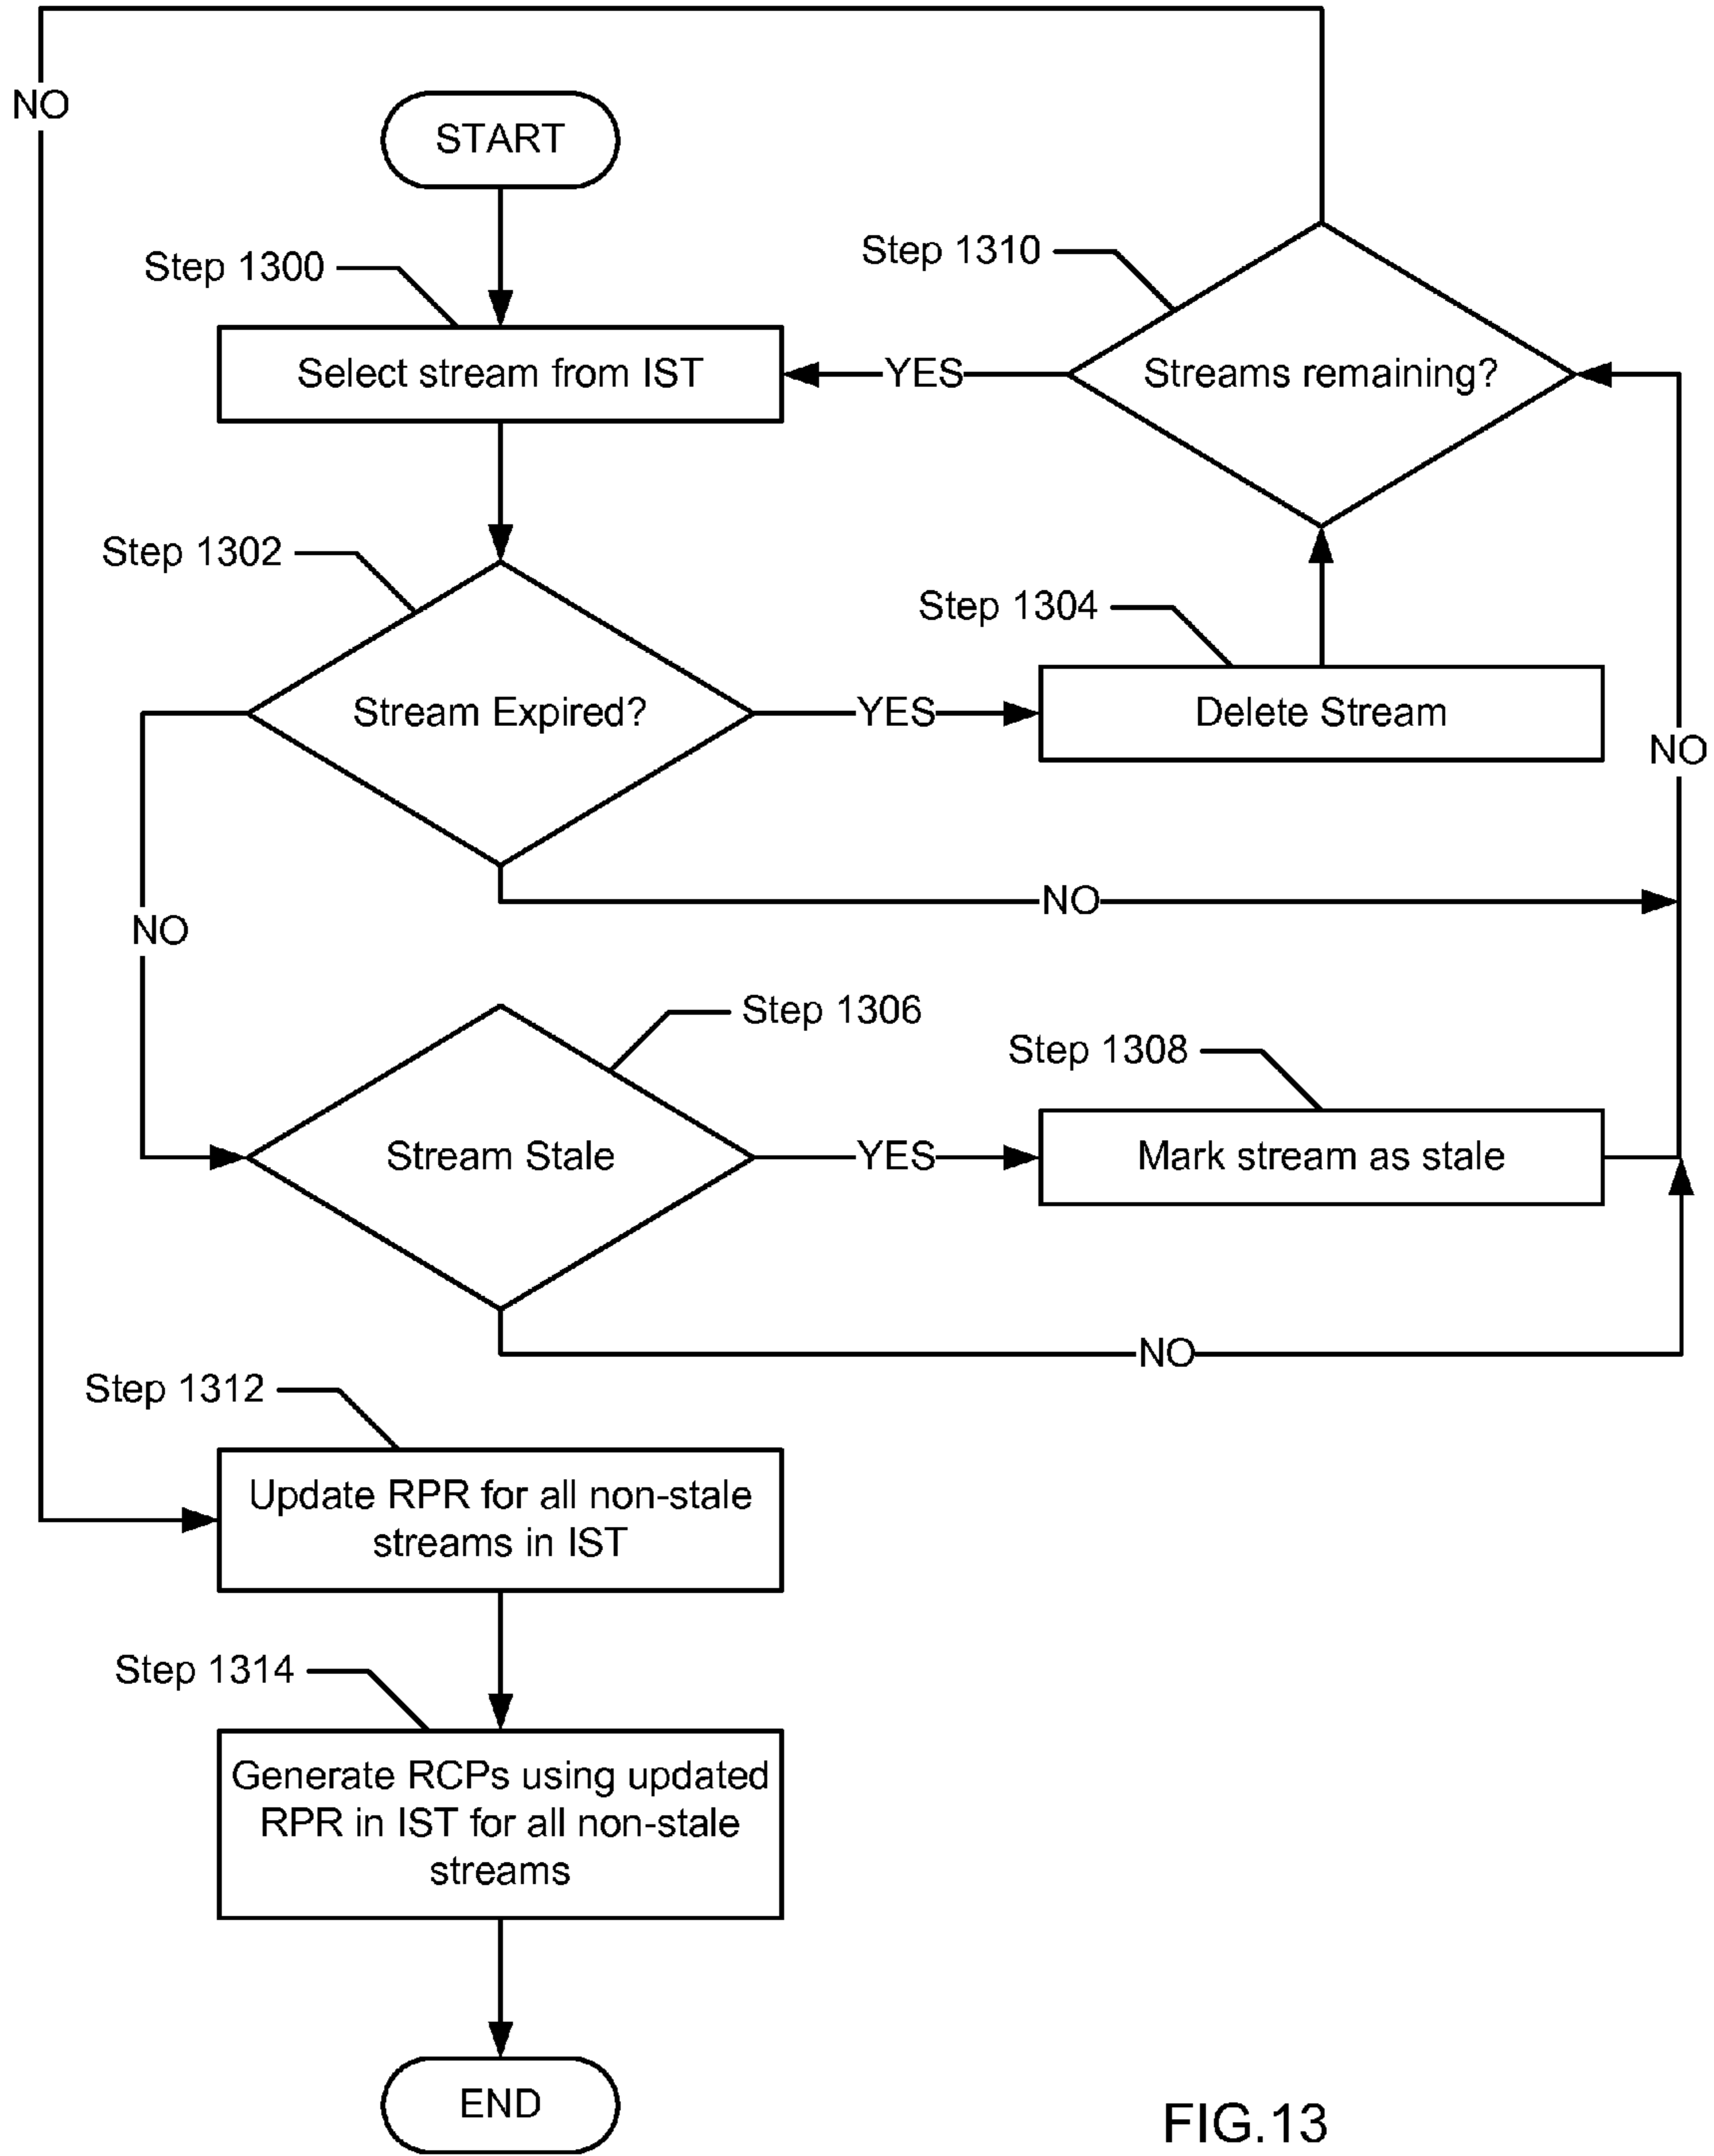 NO
START
Step 1310
Step 1300
Select stream from IST
YES
Streams remaining?
Step 1302
Step 1304
Stream Expired?
YES
Delete Stream
NO
NO
NO
Step 1306
Step 1308
Stream Stale
YES
Mark stream as stale
NO
Step 1312
Update RPR for all non-stale
streams in IST
Step 1314
Generate RCPs using updated
RPR in IST for all non-stale
streams
END
FIG.13